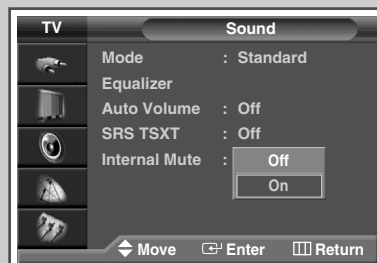 TV Sound
Mode : Standard
Equalizer
Auto Volume : Off
SRS TSXT : Off
Internal Mute : Off
On
Move Enter Return